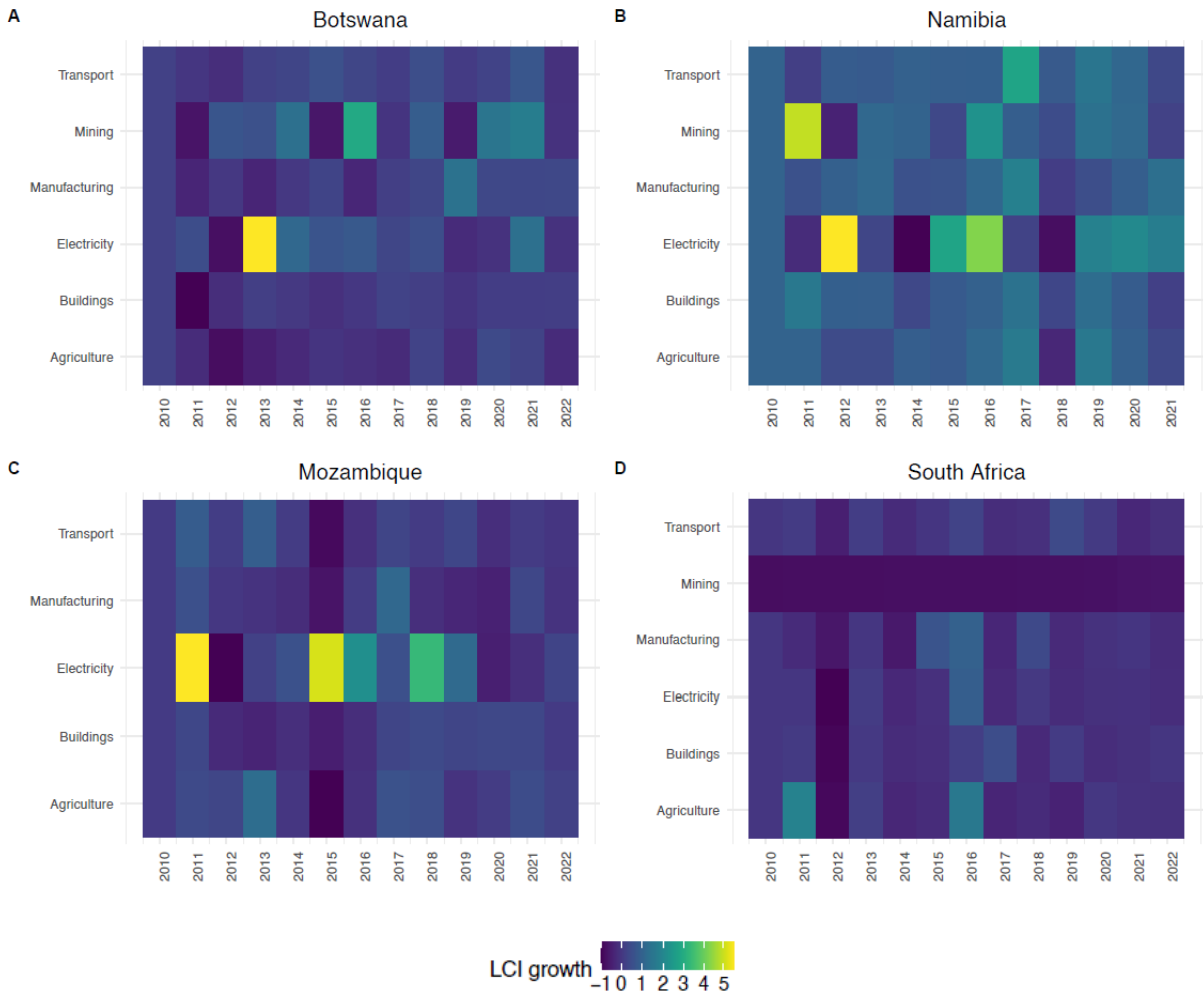 A
Botswana
Transport
Mining
Manufacturing
Electricity
Buildings
Agriculture
2010 2011 2012 2013 2014 2015 2016 2017 2018 2019 2020 2021 2022
B
Namibia
Transport
Mining
Manufacturing
Electricity
Buildings
Agriculture
2010 2011 2012 2013 2014 2015 2016 2017 2018 2019 2020 2021
C
Mozambique
Transport
Manufacturing
Electricity
Buildings
Agriculture
2010 2011 2012 2013 2014 2015 2016 2017 2018 2019 2020 2021 2022
D
South Africa
Transport
Mining
Manufacturing
Electricity
Buildings
Agriculture
2010 2011 2012 2013 2014 2015 2016 2017 2018 2019 2020 2021 2022
LCI growth
−1 0 1 2 3 4 5